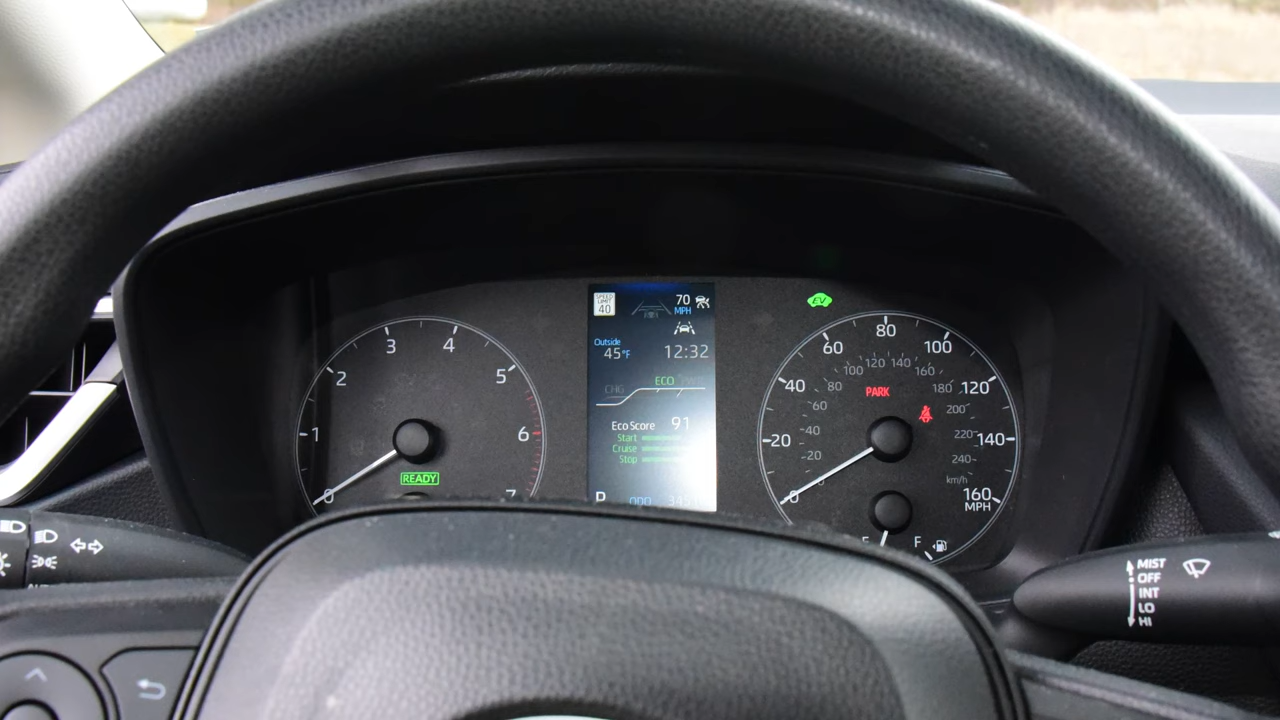 SPEED
LIMIT
40
70
MPH
Outside
45°F
12:32
CHG
ECO
PWR
Eco Score
91
Start
Cruise
Stop
P
ODO
EV
0
1
2
3
4
5
6
7
READY
0
20
40
60
80
100
120
140
160
MPH
20
40
60
80
100
120
140
160
180
200
220
240
km/h
PARK
E
F
MIST
OFF
INT
LO
HI